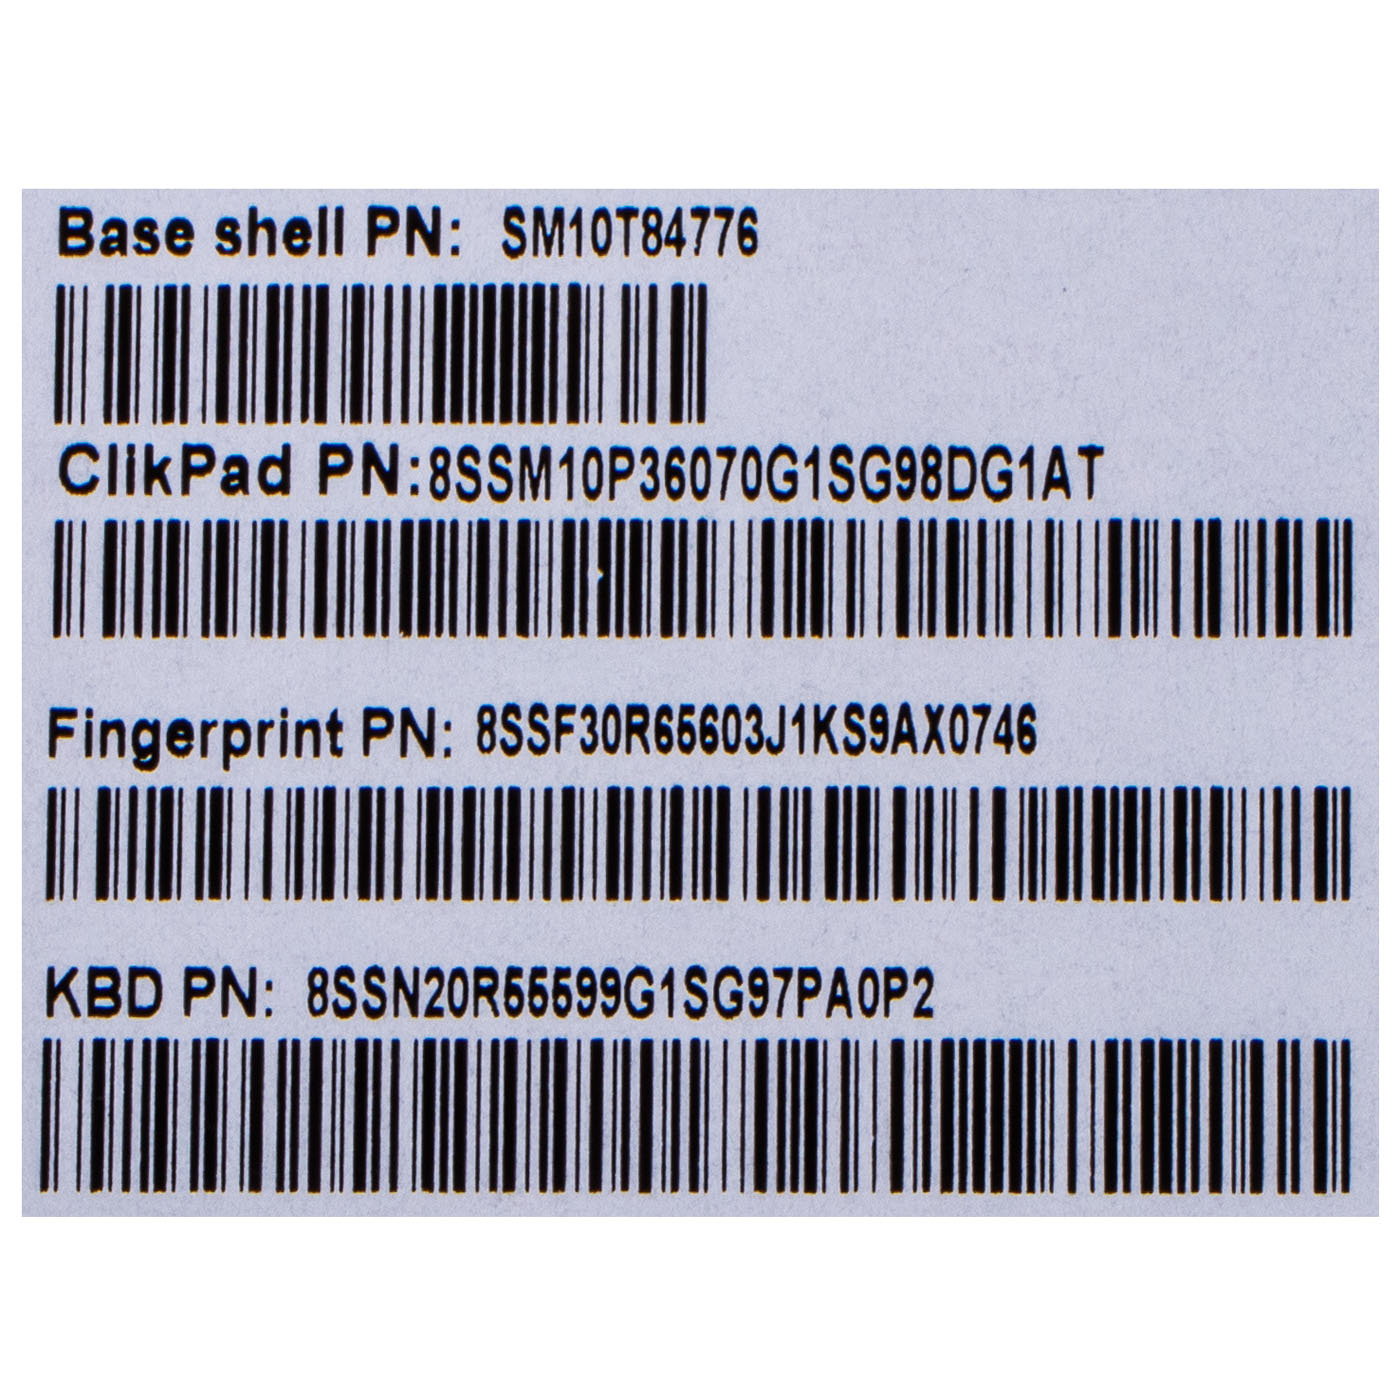 Base shell PN: SM10T84776
ClikPad PN:8SSM10P36070G1SG98DG1AT
Fingerprint PN: 8SSF30R65603J1KS9AX0746
KBD PN: 8SSN20R55599G1SG97PA0P2